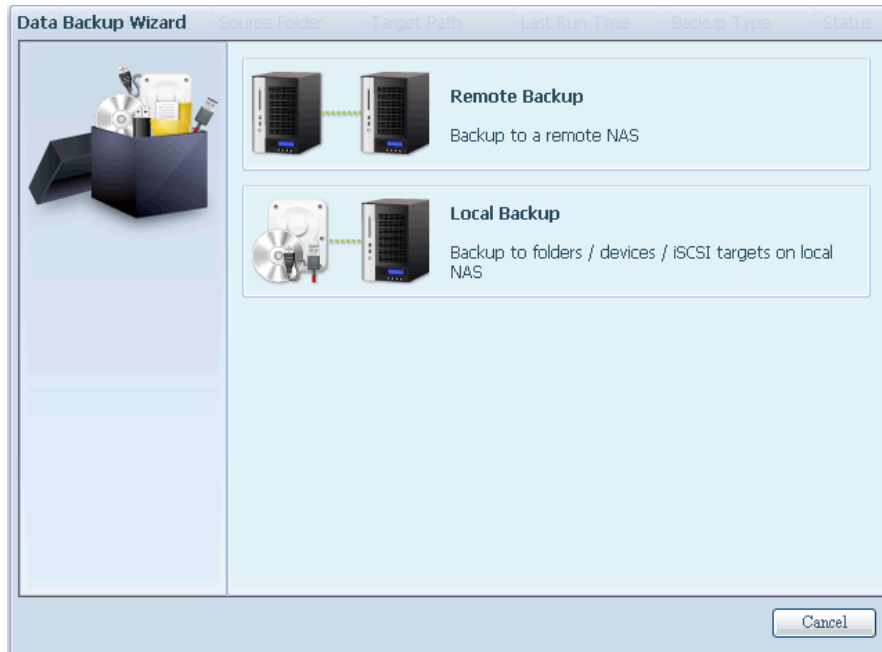 Data Backup Wizard Source Folder Target Path Last Run Time Backup Type Status
Remote Backup
Backup to a remote NAS
Local Backup
Backup to folders / devices / iSCSI targets on local
NAS
Cancel